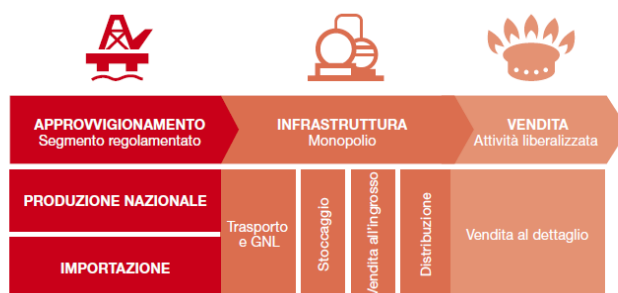 APPROVVIGIONAMENTO
Segmento regolamentato
INFRASTRUTTURA
Monopolio
VENDITA
Attività liberalizzata
PRODUZIONE NAZIONALE
IMPORTAZIONE
Trasporto
e GNL
Stoccaggio
Vendita all'ingrosso
Distribuzione
Vendita al dettaglio